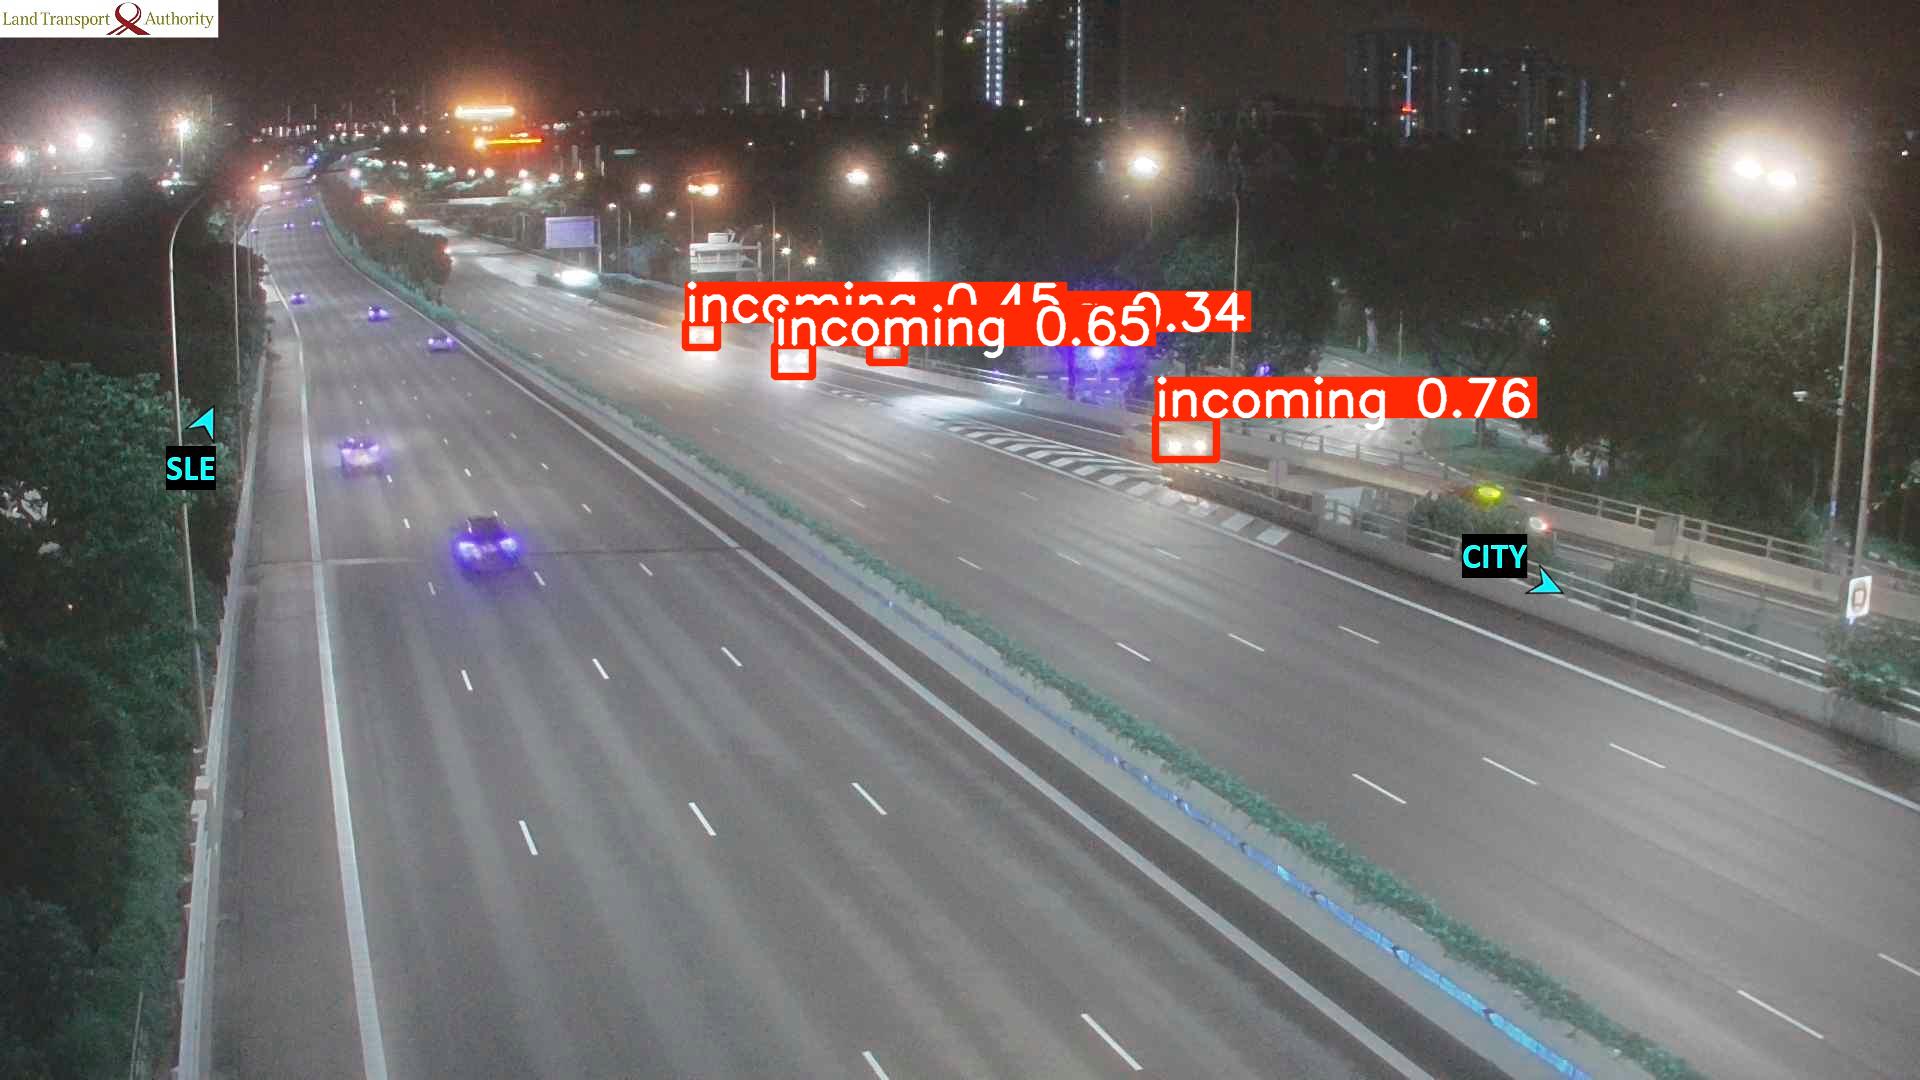 Land Transport Authority
incoming 0.45
0.34
incoming 0.65
incoming 0.76
SLE
CITY